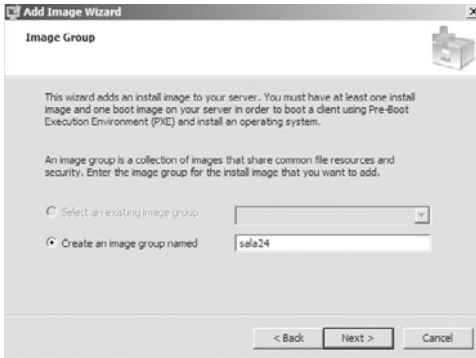 Add Image Wizard
Image Group
This wizard adds an install image to your server. You must have at least one install
image and one boot image on your server in order to boot a client using Pre-Boot
Execution Environment (PXE) and install an operating system.
An image group is a collection of images that share common file resources and
security. Enter the image group for the install image that you want to add.
Select an existing image group
Create an image group named sala24
< Back Next > Cancel